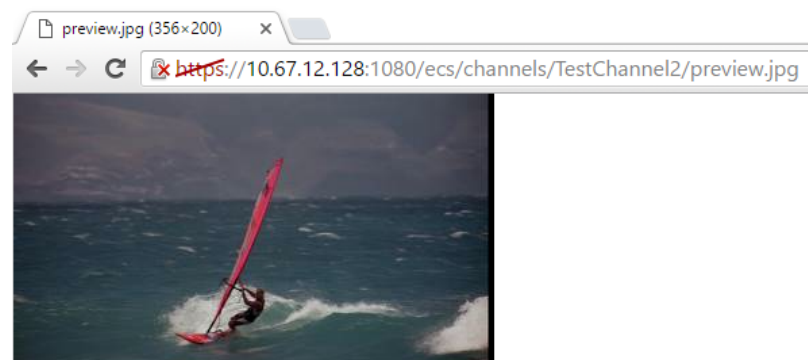 preview.jpg (356×200)
https://10.67.12.128:1080/ecs/channels/TestChannel2/preview.jpg